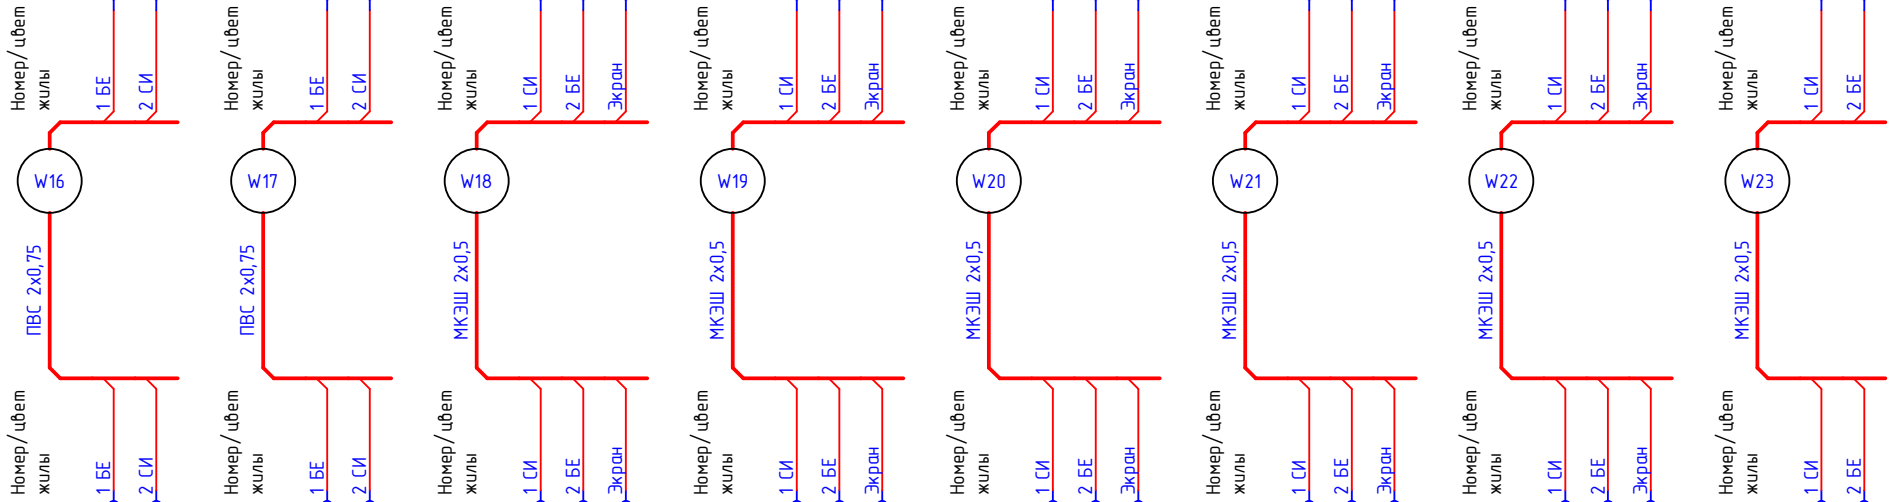 Номер/цвет
жилы
1 БЕ
2 СИ
Номер/цвет
жилы
1 БЕ
2 СИ
Номер/цвет
жилы
1 СИ
2 БЕ
Экран
Номер/цвет
жилы
1 СИ
2 БЕ
Экран
Номер/цвет
жилы
1 СИ
2 БЕ
Экран
Номер/цвет
жилы
1 СИ
2 БЕ
Экран
Номер/цвет
жилы
1 СИ
2 БЕ
Экран
Номер/цвет
жилы
1 СИ
2 БЕ
W16
W17
W18
W19
W20
W21
W22
W23
ПВС 2х0,75
ПВС 2х0,75
МКЭШ 2х0,5
МКЭШ 2х0,5
МКЭШ 2х0,5
МКЭШ 2х0,5
МКЭШ 2х0,5
МКЭШ 2х0,5
Номер/цвет
жилы
1 БЕ
2 СИ
Номер/цвет
жилы
1 БЕ
2 СИ
Номер/цвет
жилы
1 СИ
2 БЕ
Экран
Номер/цвет
жилы
1 СИ
2 БЕ
Экран
Номер/цвет
жилы
1 СИ
2 БЕ
Экран
Номер/цвет
жилы
1 СИ
2 БЕ
Экран
Номер/цвет
жилы
1 СИ
2 БЕ
Экран
Номер/цвет
жилы
1 СИ
2 БЕ